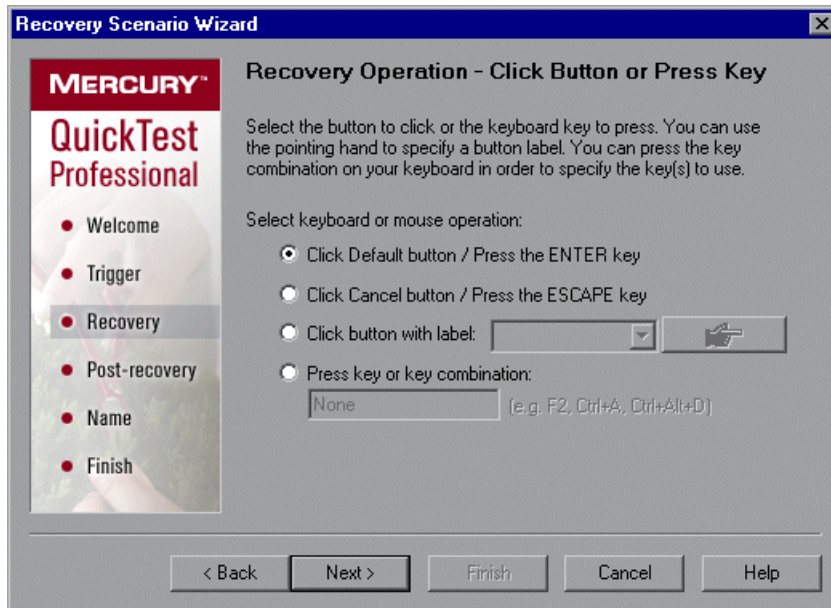 Recovery Scenario Wizard
MERCURY™
QuickTest
Professional
Welcome
Trigger
Recovery
Post-recovery
Name
Finish
Recovery Operation - Click Button or Press Key
Select the button to click or the keyboard key to press. You can use
the pointing hand to specify a button label. You can press the key
combination on your keyboard in order to specify the key(s) to use.
Select keyboard or mouse operation:
Click Default button / Press the ENTER key
Click Cancel button / Press the ESCAPE key
Click button with label:
Press key or key combination:
None (e.g. F2, Ctrl+A, Ctrl+Alt+D)
< Back Next > Finish Cancel Help